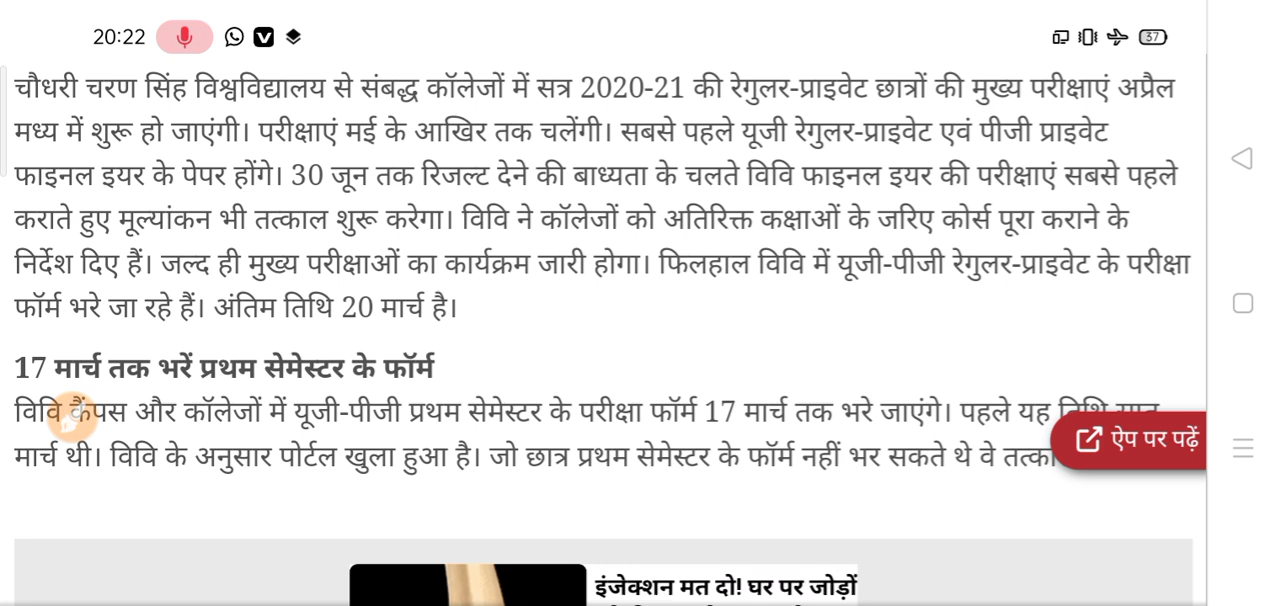 20:22
37
चौधरी चरण सिंह विश्वविद्यालय से संबद्ध कॉलेजों में सत्र 2020-21 की रेगुलर-प्राइवेट छात्रों की मुख्य परीक्षाएं अप्रैल
मध्य में शुरू हो जाएंगी। परीक्षाएं मई के आखिर तक चलेंगी। सबसे पहले यूजी रेगुलर-प्राइवेट एवं पीजी प्राइवेट
फाइनल इयर के पेपर होंगे। 30 जून तक रिजल्ट देने की बाध्यता के चलते विवि फाइनल इयर की परीक्षाएं सबसे पहले
कराते हुए मूल्यांकन भी तत्काल शुरू करेगा। विवि ने कॉलेजों को अतिरिक्त कक्षाओं के जरिए कोर्स पूरा कराने के
निर्देश दिए हैं। जल्द ही मुख्य परीक्षाओं का कार्यक्रम जारी होगा। फिलहाल विवि में यूजी-पीजी रेगुलर-प्राइवेट के परीक्षा
फॉर्म भरे जा रहे हैं। अंतिम तिथि 20 मार्च है।
17 मार्च तक भरें प्रथम सेमेस्टर के फॉर्म
विवि कैंपस और कॉलेजों में यूजी-पीजी प्रथम सेमेस्टर के परीक्षा फॉर्म 17 मार्च तक भरे जाएंगे। पहले यह
मार्च थी। विवि के अनुसार पोर्टल खुला हुआ है। जो छात्र प्रथम सेमेस्टर के फॉर्म नहीं भर सकते थे वे
ऐप पर पढ़ें
इंजेक्शन मत दो! घर पर जोड़ों